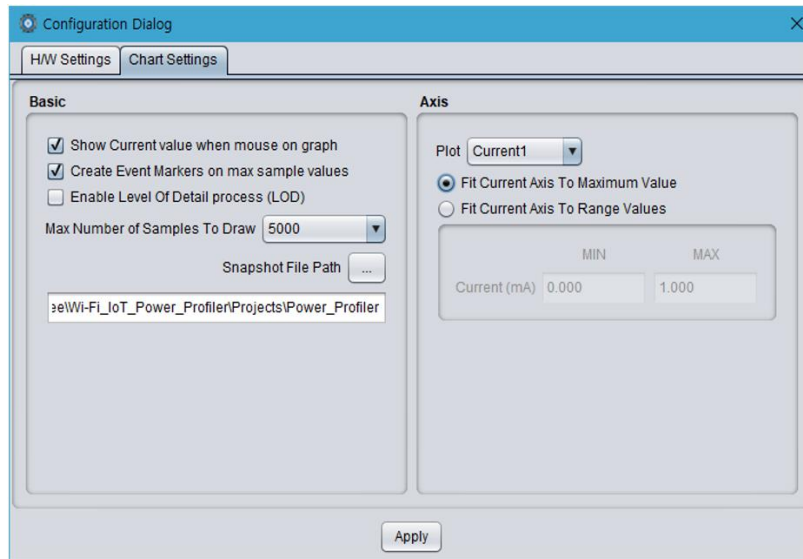 Configuration Dialog
H/W Settings Chart Settings
Basic
Show Current value when mouse on graph
Create Event Markers on max sample values
Enable Level Of Detail process (LOD)
Max Number of Samples To Draw 5000
Snapshot File Path ...
ee\Wi-Fi_IoT_Power_Profiler\Projects\Power_Profiler
Axis
Plot Current1
Fit Current Axis To Maximum Value
Fit Current Axis To Range Values
MIN MAX
Current (mA) 0.000 1.000
Apply